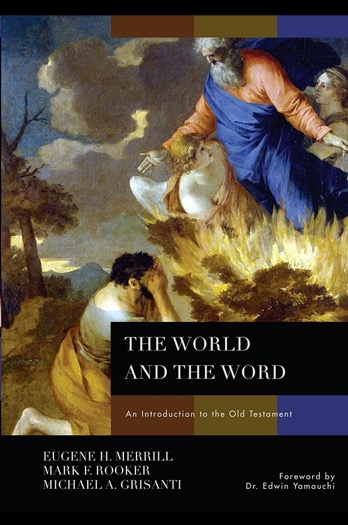 THE WORLD
AND THE WORD
An Introduction to the Old Testament
EUGENE H. MERRILL
MARK F. ROOKER
MICHAEL A. GRISANTI
Foreword by
Dr. Edwin Yamauchi